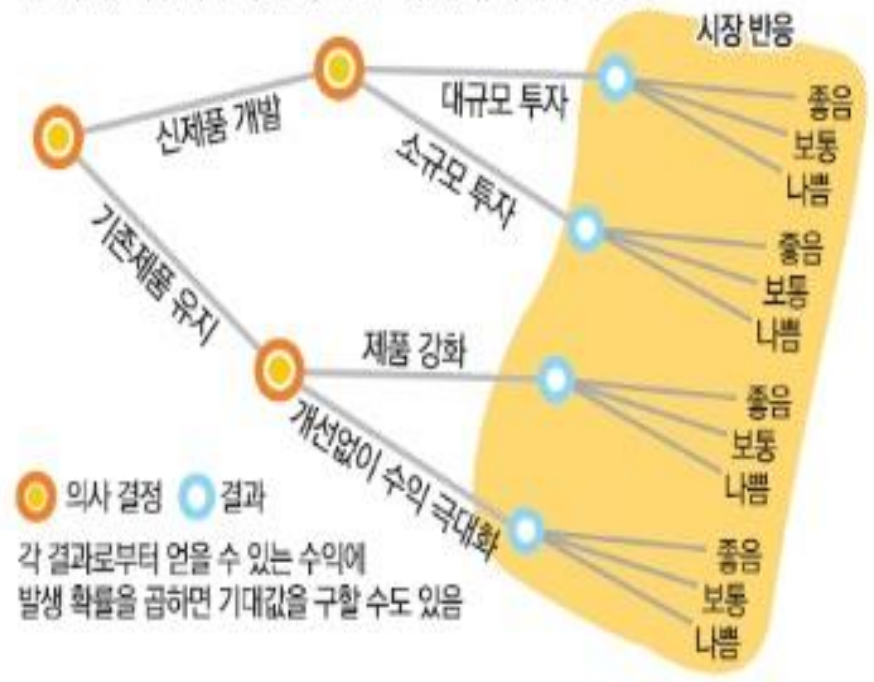 시장 반응
신제품 개발
대규모 투자
좋음
보통
나쁨
소규모 투자
좋음
보통
나쁨
기존제품 유지
제품 강화
좋음
보통
나쁨
개선없이 수익 극대화
좋음
보통
나쁨
의사 결정
결과
각 결과로부터 얻을 수 있는 수익에
발생 확률을 곱하면 기대값을 구할 수도 있음